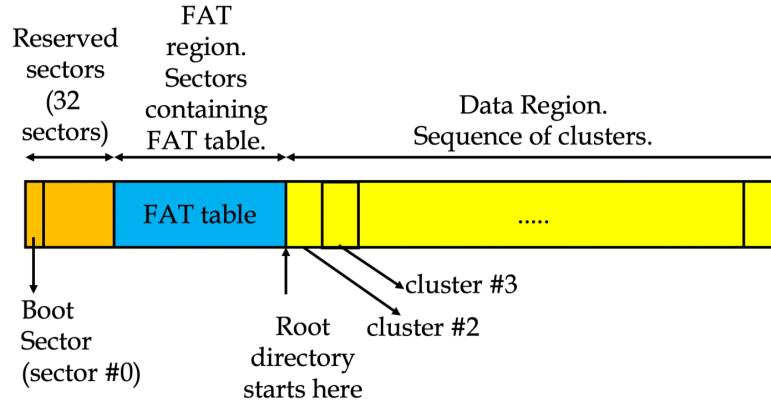 Reserved
sectors
(32
sectors)
FAT
region.
Sectors
containing
FAT table.
Data Region.
Sequence of clusters.
FAT table
.....
cluster #3
cluster #2
Boot
Sector
(sector #0)
Root
directory
starts here